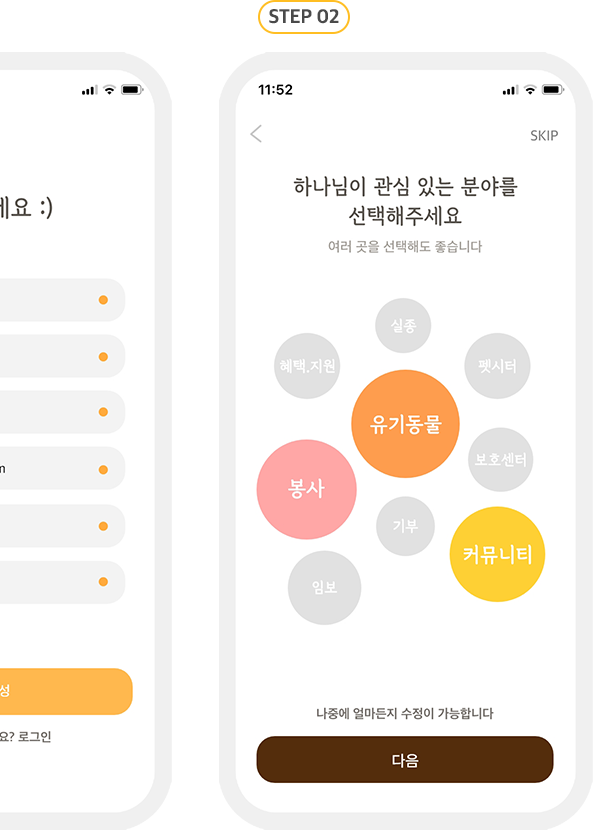 STEP 02
세요 :)
m
성
요? 로그인
11:52
SKIP
하나님이 관심 있는 분야를
선택해주세요
여러 곳을 선택해도 좋습니다
실종
혜택.지원
펫시터
유기동물
보호센터
봉사
기부
커뮤니티
임보
나중에 얼마든지 수정이 가능합니다
다음